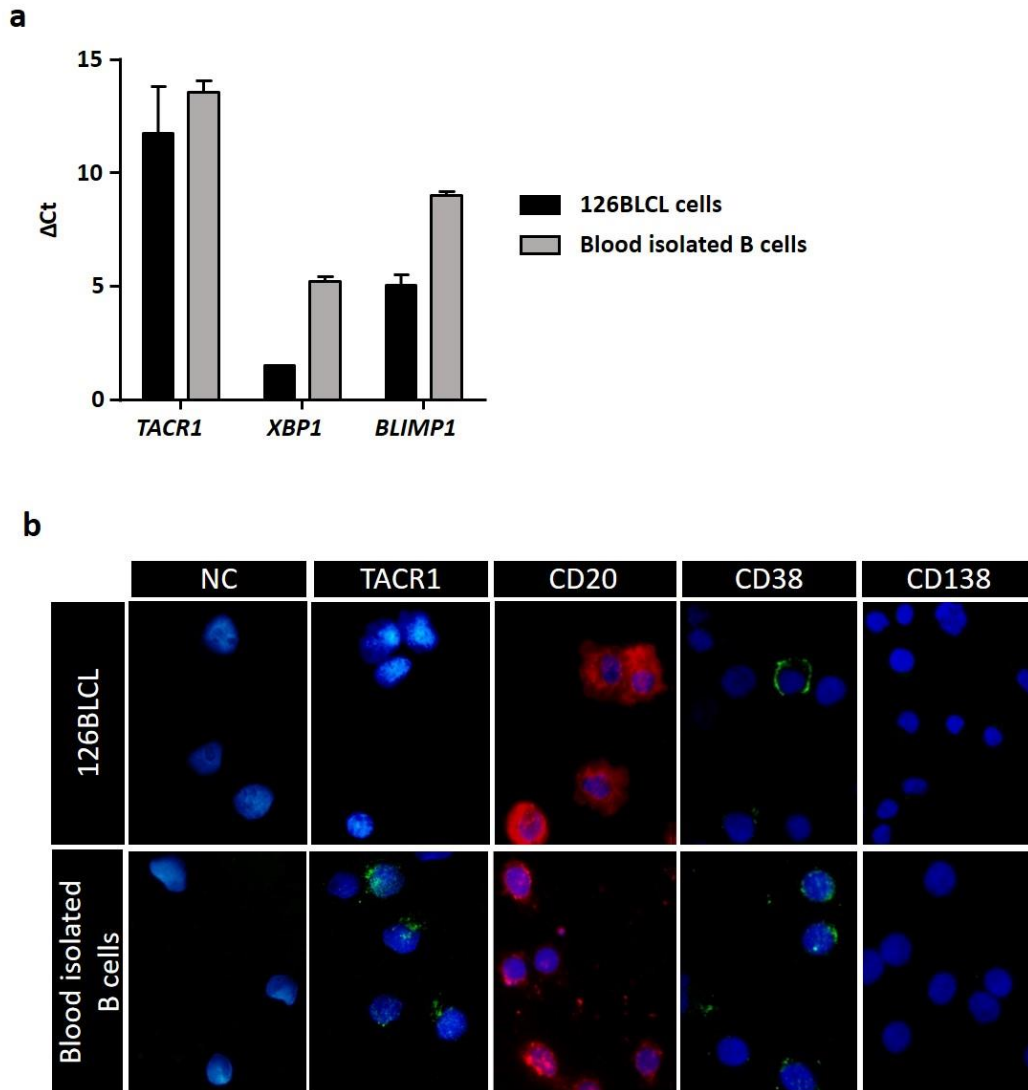 a
15
10
5
0
ΔCt
TACR1 XBP1 BLIMP1
126BLCL cells
Blood isolated B cells
b
NC TACR1 CD20 CD38 CD138
126BLCL
Blood isolated
B cells